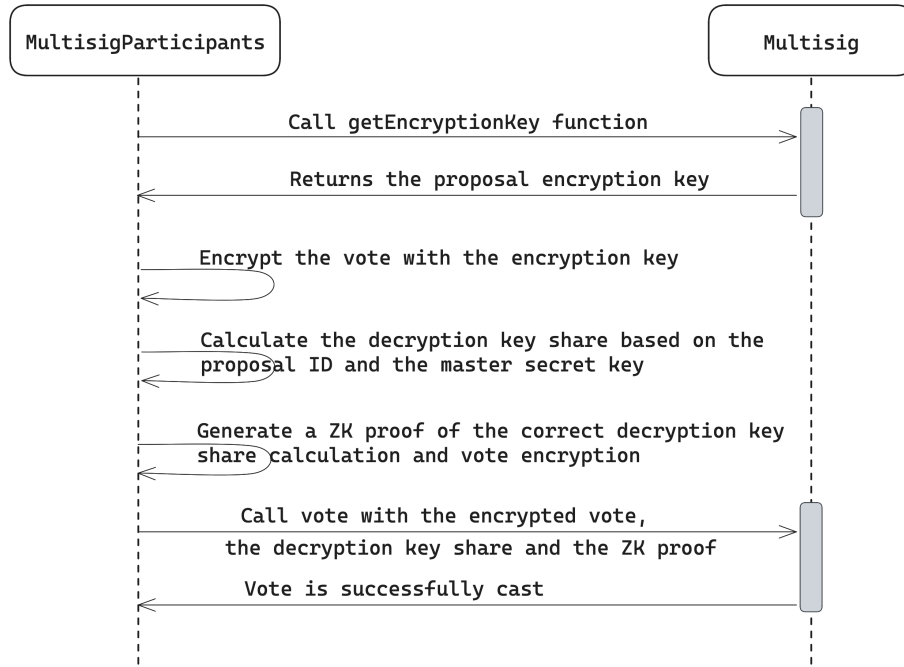 MultisigParticipants
Multisig
Call getEncryptionKey function
Returns the proposal encryption key
Encrypt the vote with the encryption key
Calculate the decryption key share based on the
proposal ID and the master secret key
Generate a ZK proof of the correct decryption key
share calculation and vote encryption
Call vote with the encrypted vote,
the decryption key share and the ZK proof
Vote is successfully cast